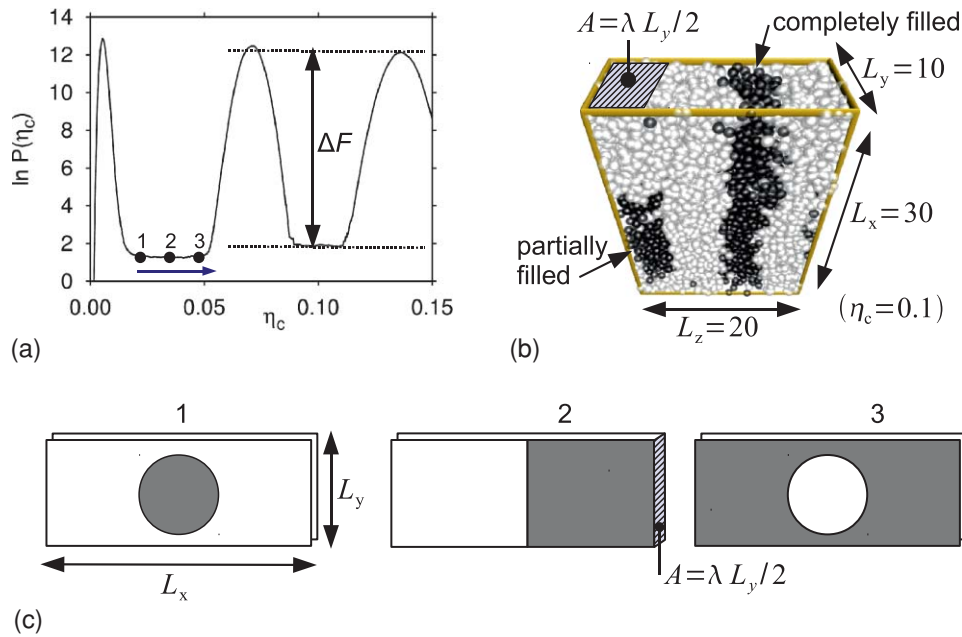 14
12
10
8
6
4
2
0
ln P(η_c)
1 2 3
ΔF
0.00 0.05 0.10 0.15
η_c
(a)
A=λ L_y/2
completely filled
L_y=10
L_x=30
partially
filled
L_z=20
(η_c=0.1)
(b)
1
L_y
L_x
2
A=λ L_y/2
3
(c)